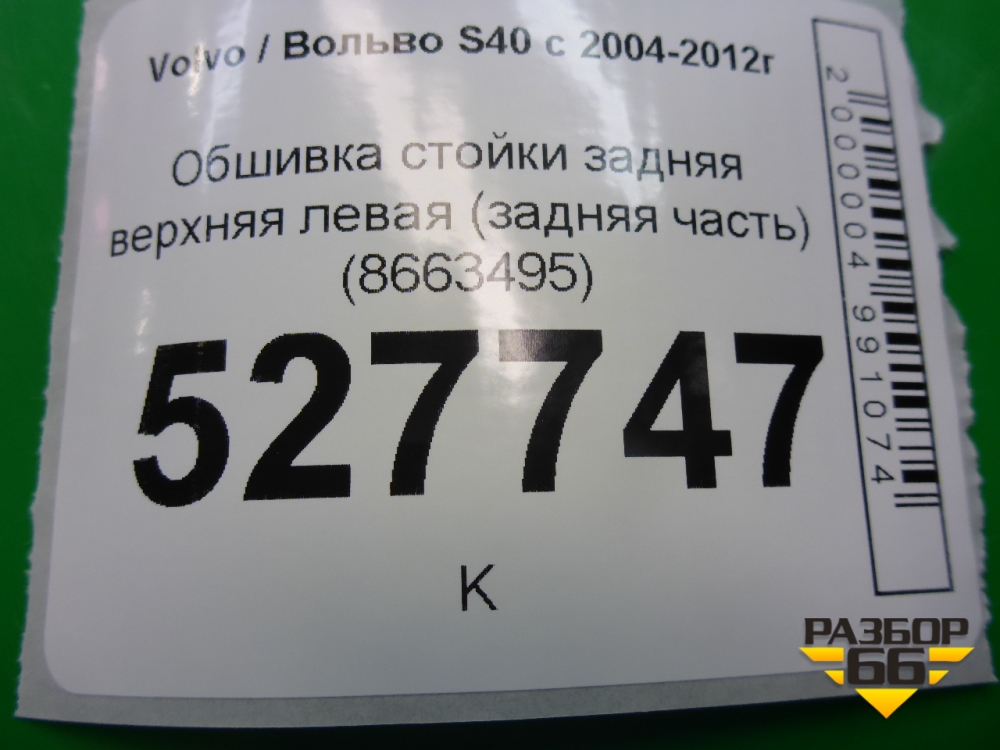 Volvo / Вольво S40 с 2004-2012г
Обшивка стойки задняя
верхняя левая (задняя часть)
(8663495)
527747
К
2000004991074
РАЗБОР
66